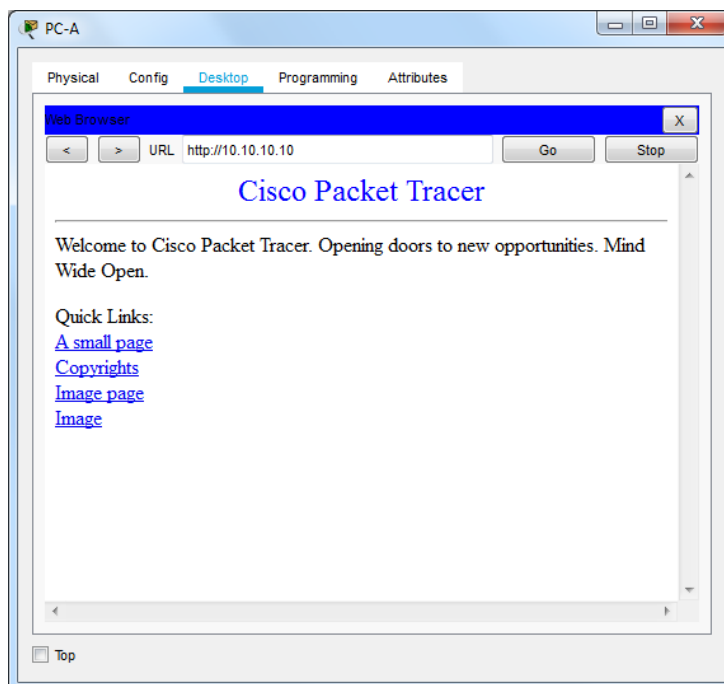 PC-A
X
Physical Config Desktop Programming Attributes
Web Browser
X
< > URL http://10.10.10.10 Go Stop
Cisco Packet Tracer
Welcome to Cisco Packet Tracer. Opening doors to new opportunities. Mind
Wide Open.
Quick Links:
A small page
Copyrights
Image page
Image
Top